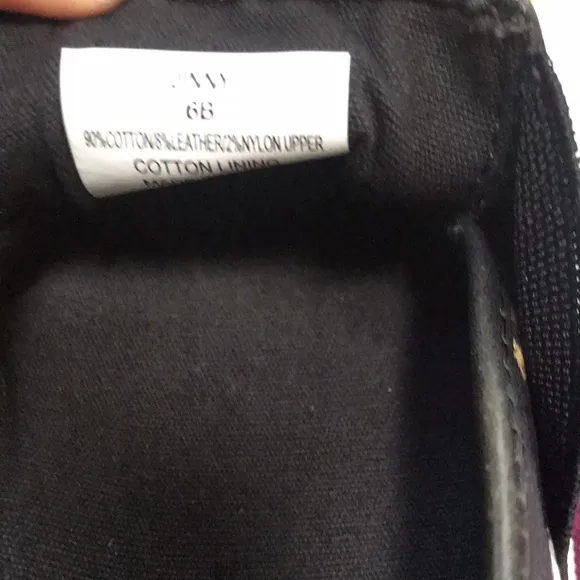 6B
90%COTTON/8%LEATHER/2%NYLON UPPER
COTTON LINING